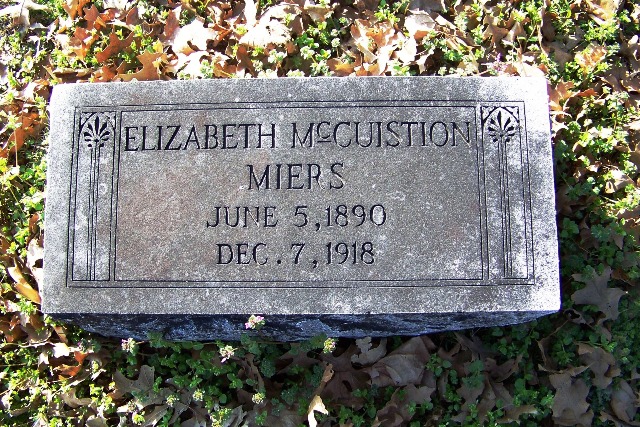 ELIZABETH McCUISTION
MIERS
JUNE 5, 1890
DEC. 7, 1918